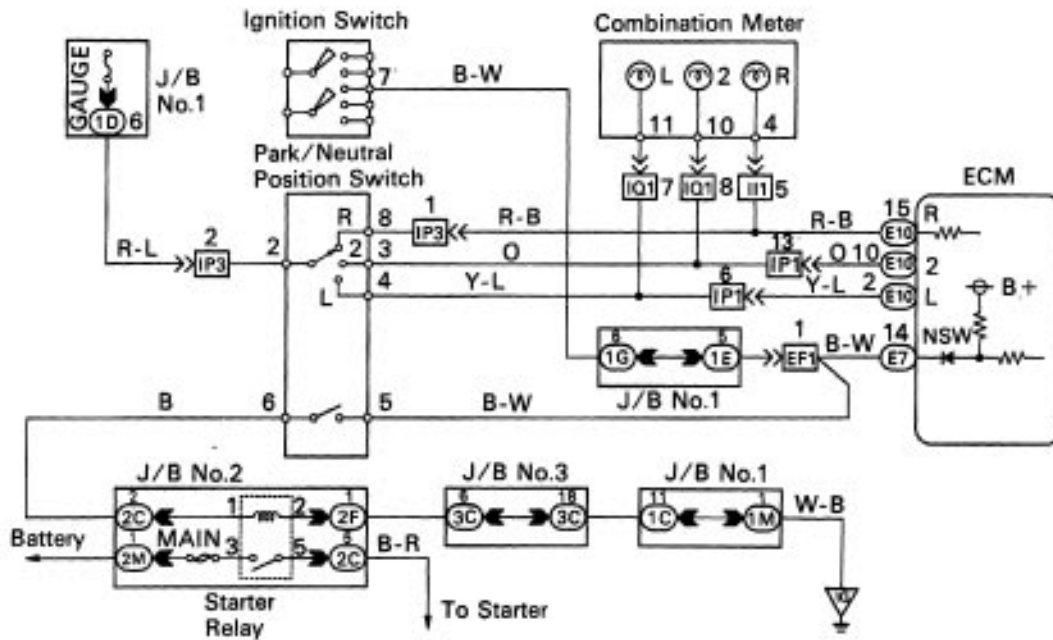 Ignition Switch
Combination Meter
GAUGE
J/B No.1
1D 6
7
B-W
L 2 R
11 10 4
Park/Neutral Position Switch
IQ1 7
IQ1 8
II1 5
ECM
R 8
1
IP3
R-B
R-B
15
E10
R
R-L
2
IP3
2
2 3
O
13
IP1
O 10
E10
2
L 4
Y-L
6
IP1
Y-L
2
E10
L
B+
6
1G
5
1E
J/B No.1
1
EF1
B-W
14
E7
NSW
B
6
5
B-W
J/B No.2
J/B No.3
J/B No.1
2
2C
1 2
1
2F
6
3C
18
3C
11
1C
1
1M
W-B
Battery
1
2M
MAIN
3 5
2C
B-R
Starter Relay
To Starter